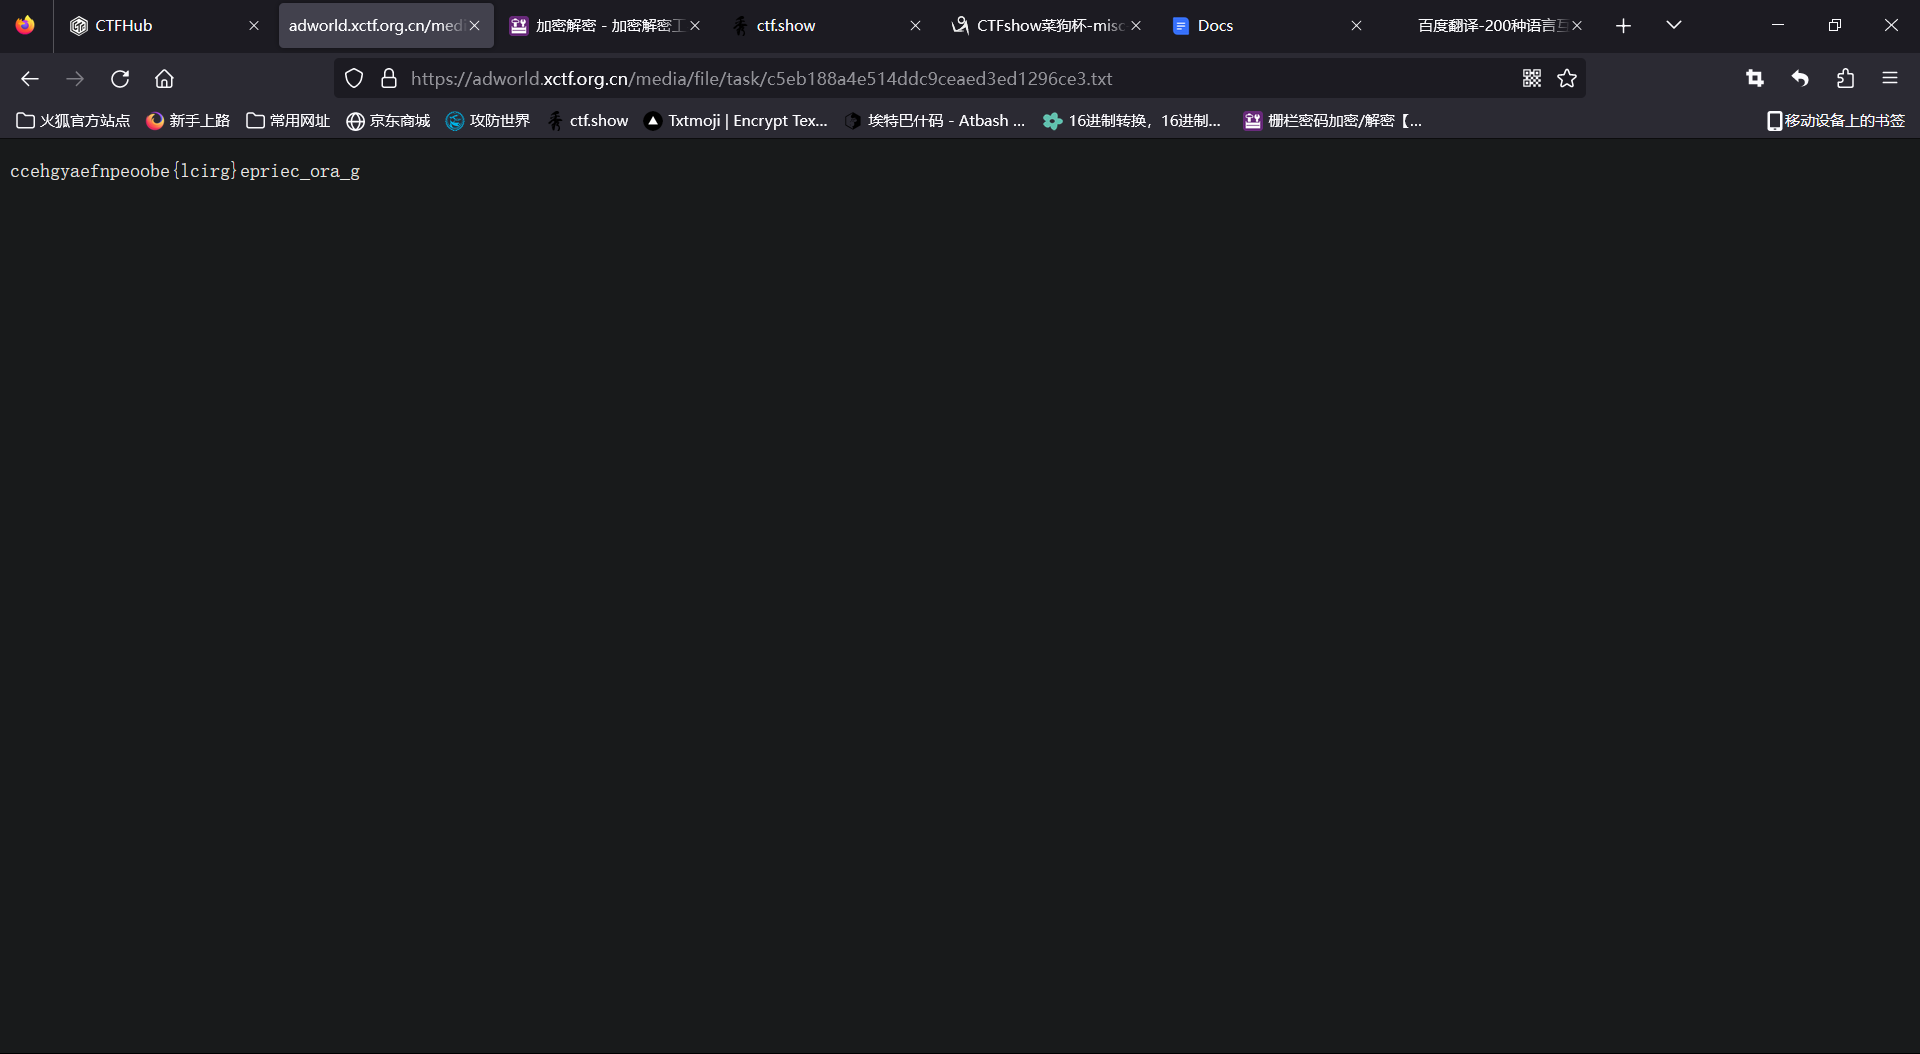 CTFHub
adworld.xctf.org.cn/medi
加密解密 - 加密解密工
ctf.show
CTFshow菜狗杯-misc
Docs
百度翻译-200种语言互
https://adworld.xctf.org.cn/media/file/task/c5eb188a4e514ddc9ceaed3ed1296ce3.txt
火狐官方站点
新手上路
常用网址
京东商城
攻防世界
ctf.show
Txtmoji | Encrypt Tex...
埃特巴什码 - Atbash ...
16进制转换，16进制...
栅栏密码加密/解密【...
移动设备上的书签
ccehgyaefnpeoobe{lcirg}epriec_ora_g